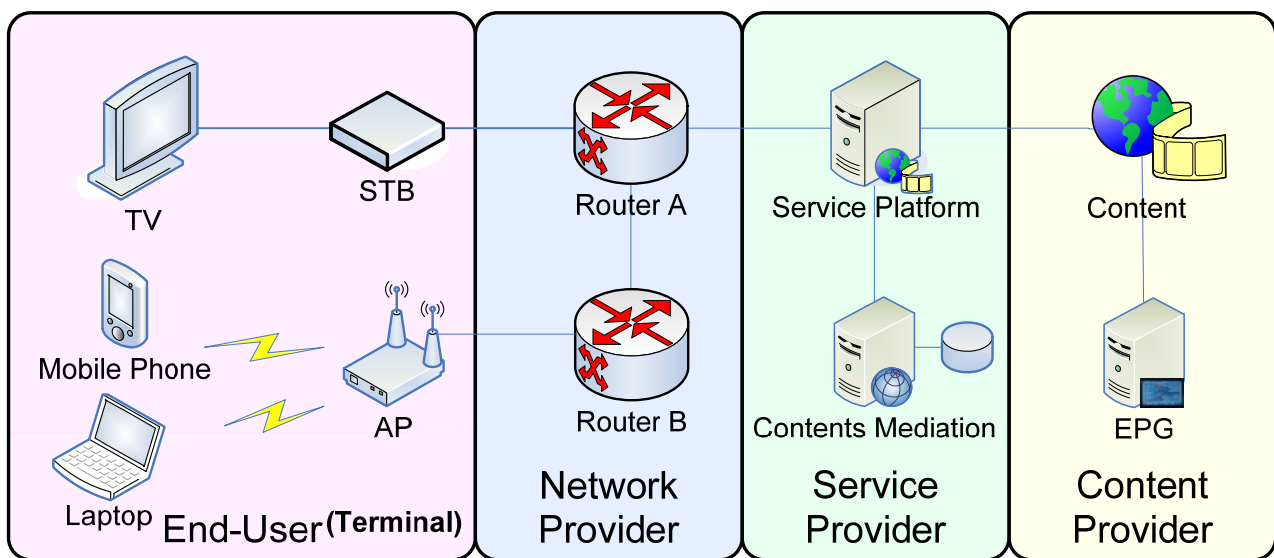 TV
STB
Mobile Phone
Laptop
AP
End-User (Terminal)
Router A
Router B
Network
Provider
Service Platform
Contents Mediation
Service
Provider
Content
EPG
Content
Provider